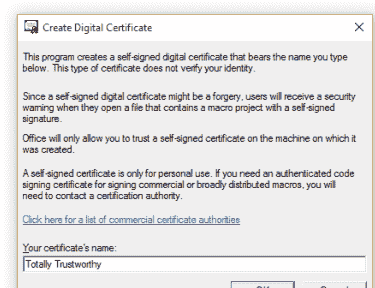 Create Digital Certificate
This program creates a self-signed digital certificate that bears the name you type
below. This type of certificate does not verify your identity.
Since a self-signed digital certificate might be a forgery, users will receive a security
warning when they open a file that contains a macro project with a self-signed
signature.
Office will only allow you to trust a self-signed certificate on the machine on which it
was created.
A self-signed certificate is only for personal use. If you need an authenticated code
signing certificate for signing commercial or broadly distributed macros, you will
need to contact a certification authority.
Click here for a list of commercial certificate authorities
Your certificate's name:
Totally Trustworthy